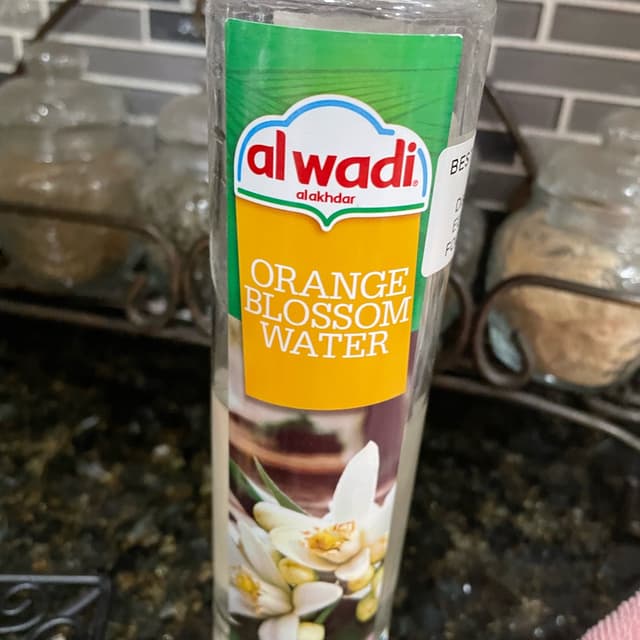 al wadi
al akhdar
ORANGE
BLOSSOM
WATER
BES